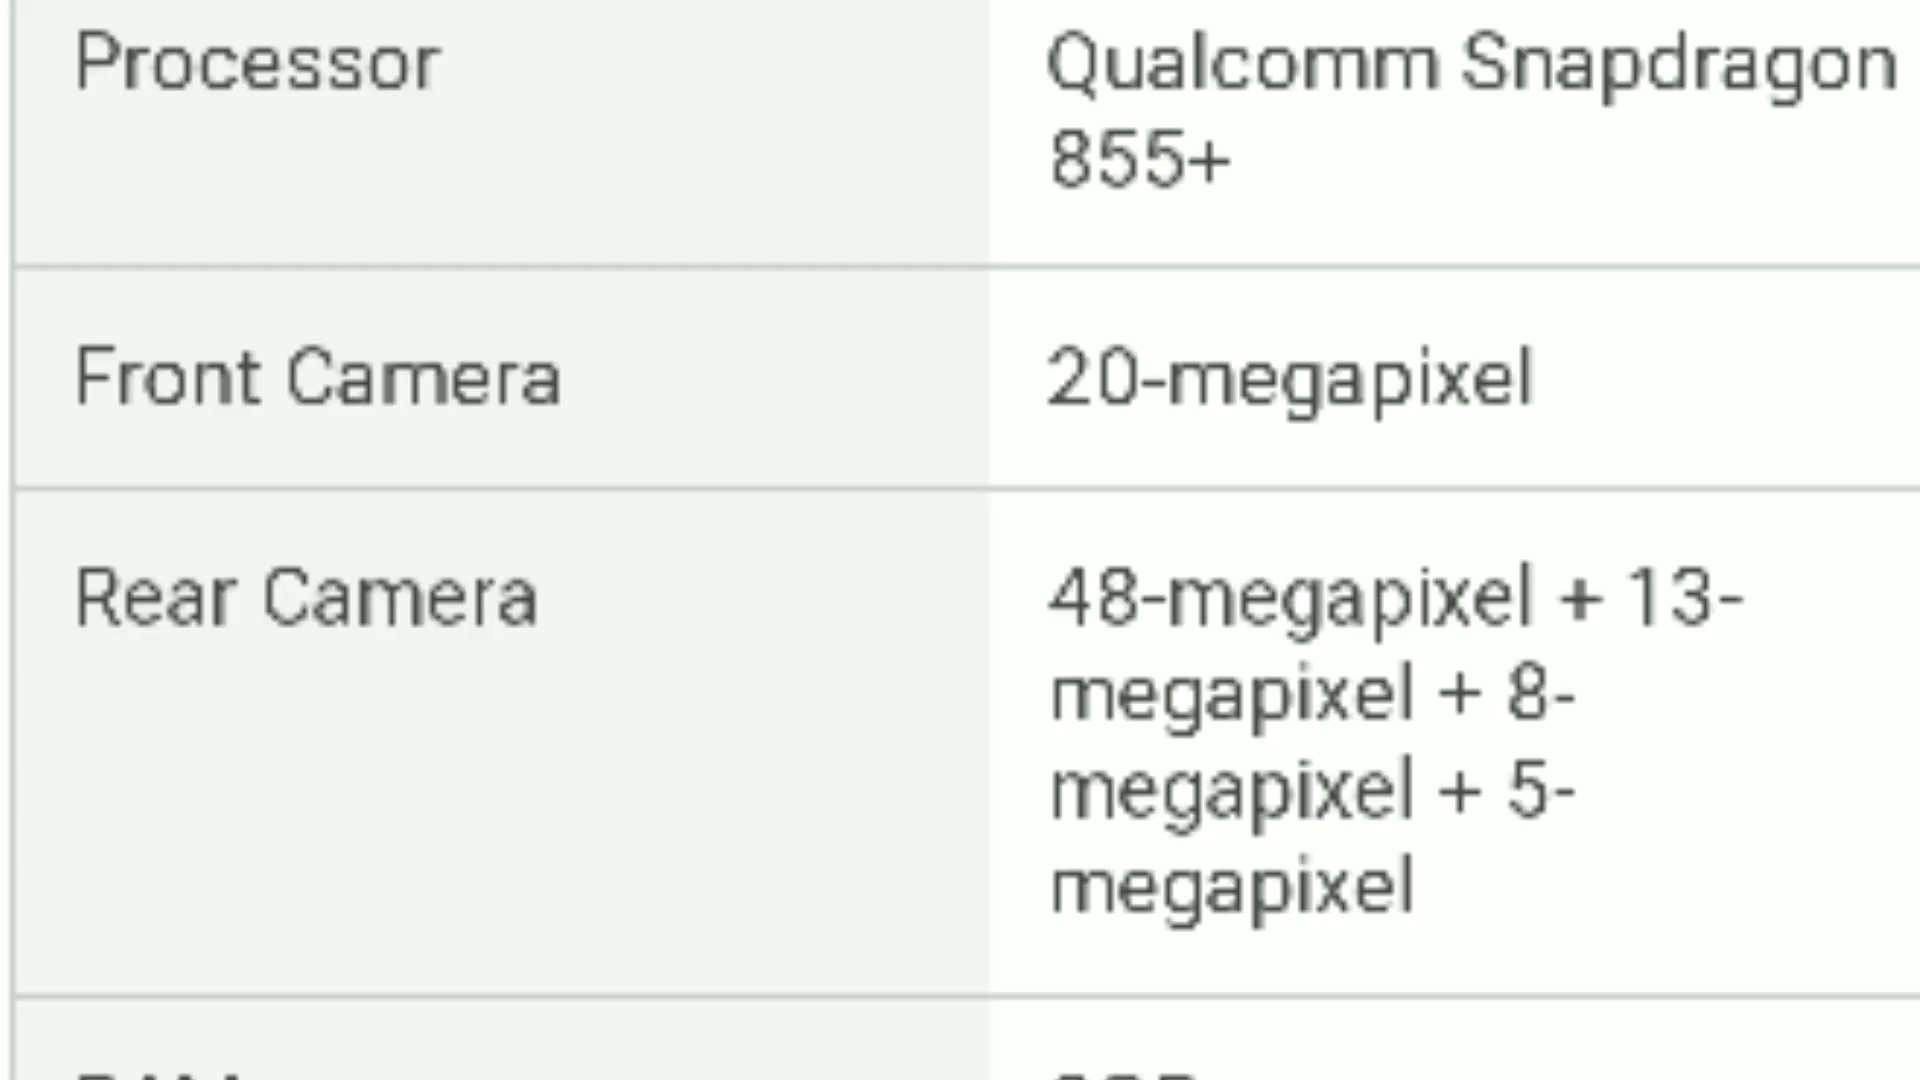 Processor
Qualcomm Snapdragon
855+
Front Camera
20-megapixel
Rear Camera
48-megapixel + 13-
megapixel + 8-
megapixel + 5-
megapixel